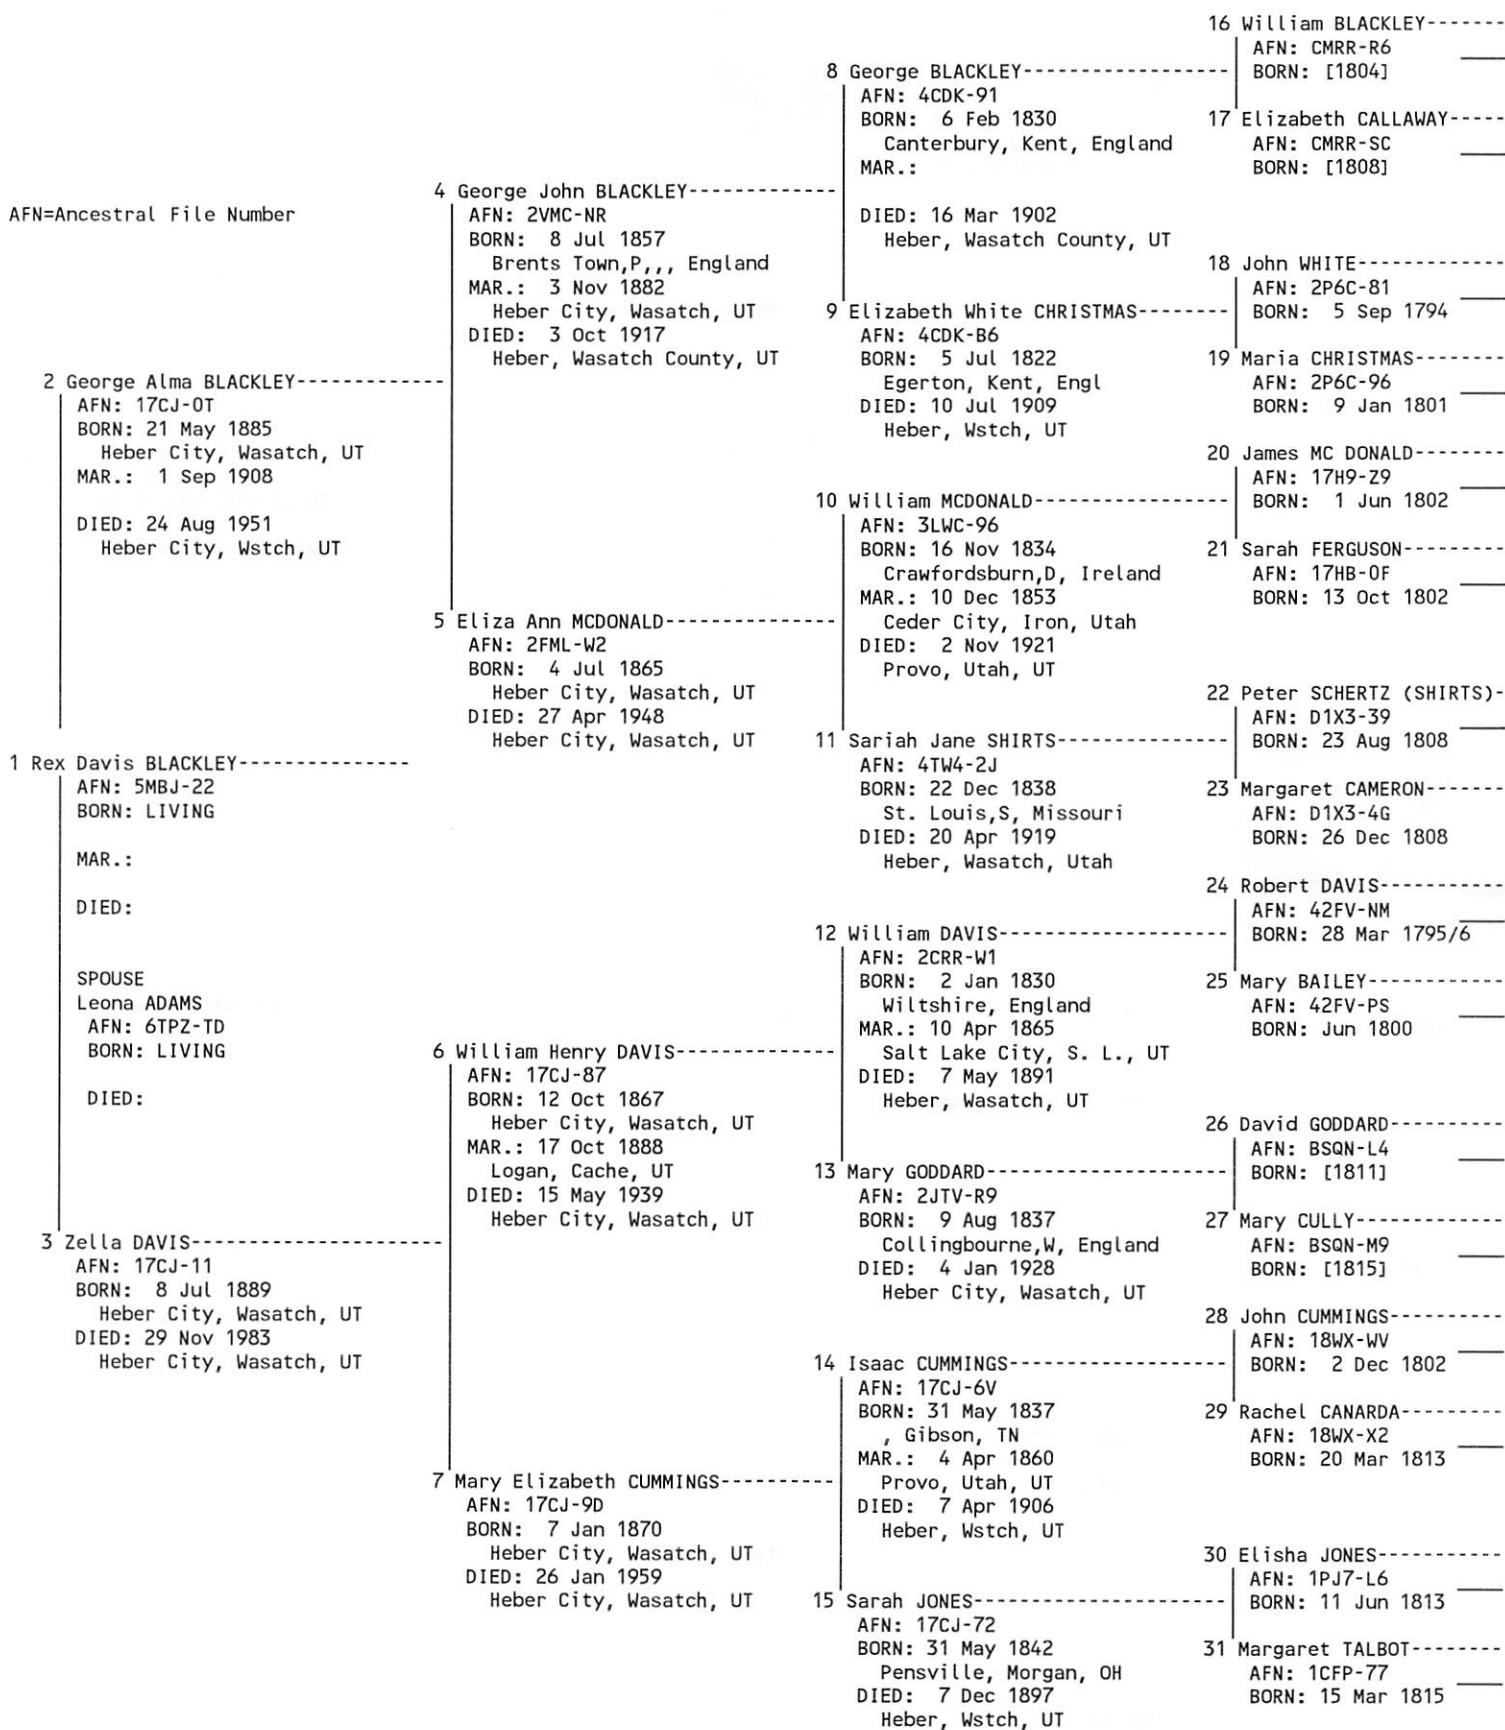 AFN=Ancestral File Number
1 Rex Davis BLACKLEY---------------
AFN: 5MBJ-22
BORN: LIVING
MAR.:
DIED:
SPOUSE
Leona ADAMS
AFN: 6TPZ-TD
BORN: LIVING
DIED:
2 George Alma BLACKLEY-------------
AFN: 17CJ-0T
BORN: 21 May 1885
Heber City, Wasatch, UT
MAR.: 1 Sep 1908
DIED: 24 Aug 1951
Heber City, Wstch, UT
3 Zella DAVIS----------------------
AFN: 17CJ-11
BORN: 8 Jul 1889
Heber City, Wasatch, UT
DIED: 29 Nov 1983
Heber City, Wasatch, UT
4 George John BLACKLEY-------------
AFN: 2VMC-NR
BORN: 8 Jul 1857
Brents Town,P,,, England
MAR.: 3 Nov 1882
Heber City, Wasatch, UT
DIED: 3 Oct 1917
Heber, Wasatch County, UT
5 Eliza Ann MCDONALD---------------
AFN: 2FML-W2
BORN: 4 Jul 1865
Heber City, Wasatch, UT
DIED: 27 Apr 1948
Heber City, Wasatch, UT
6 William Henry DAVIS--------------
AFN: 17CJ-87
BORN: 12 Oct 1867
Heber City, Wasatch, UT
MAR.: 17 Oct 1888
Logan, Cache, UT
DIED: 15 May 1939
Heber City, Wasatch, UT
7 Mary Elizabeth CUMMINGS----------
AFN: 17CJ-9D
BORN: 7 Jan 1870
Heber City, Wasatch, UT
DIED: 26 Jan 1959
Heber City, Wasatch, UT
8 George BLACKLEY------------------
AFN: 4CDK-91
BORN: 6 Feb 1830
Canterbury, Kent, England
MAR.:
DIED: 16 Mar 1902
Heber, Wasatch County, UT
9 Elizabeth White CHRISTMAS--------
AFN: 4CDK-B6
BORN: 5 Jul 1822
Egerton, Kent, Engl
DIED: 10 Jul 1909
Heber, Wstch, UT
10 William MCDONALD-----------------
AFN: 3LWC-96
BORN: 16 Nov 1834
Crawfordsburn,D, Ireland
MAR.: 10 Dec 1853
Ceder City, Iron, Utah
DIED: 2 Nov 1921
Provo, Utah, UT
11 Sariah Jane SHIRTS---------------
AFN: 4TW4-2J
BORN: 22 Dec 1838
St. Louis,S, Missouri
DIED: 20 Apr 1919
Heber, Wasatch, Utah
12 William DAVIS--------------------
AFN: 2CRR-W1
BORN: 2 Jan 1830
Wiltshire, England
MAR.: 10 Apr 1865
Salt Lake City, S. L., UT
DIED: 7 May 1891
Heber, Wasatch, UT
13 Mary GODDARD---------------------
AFN: 2JTV-R9
BORN: 9 Aug 1837
Collingbourne,W, England
DIED: 4 Jan 1928
Heber City, Wasatch, UT
14 Isaac CUMMINGS-------------------
AFN: 17CJ-6V
BORN: 31 May 1837
, Gibson, TN
MAR.: 4 Apr 1860
Provo, Utah, UT
DIED: 7 Apr 1906
Heber, Wstch, UT
15 Sarah JONES----------------------
AFN: 17CJ-72
BORN: 31 May 1842
Pensville, Morgan, OH
DIED: 7 Dec 1897
Heber, Wstch, UT
16 William BLACKLEY-------
AFN: CMRR-R6
BORN: [1804]
17 Elizabeth CALLAWAY-----
AFN: CMRR-SC
BORN: [1808]
18 John WHITE-------------
AFN: 2P6C-81
BORN: 5 Sep 1794
19 Maria CHRISTMAS--------
AFN: 2P6C-96
BORN: 9 Jan 1801
20 James MC DONALD--------
AFN: 17H9-Z9
BORN: 1 Jun 1802
21 Sarah FERGUSON---------
AFN: 17HB-0F
BORN: 13 Oct 1802
22 Peter SCHERTZ (SHIRTS)-
AFN: D1X3-39
BORN: 23 Aug 1808
23 Margaret CAMERON-------
AFN: D1X3-4G
BORN: 26 Dec 1808
24 Robert DAVIS-----------
AFN: 42FV-NM
BORN: 28 Mar 1795/6
25 Mary BAILEY------------
AFN: 42FV-PS
BORN: Jun 1800
26 David GODDARD----------
AFN: BSQN-L4
BORN: [1811]
27 Mary CULLY-------------
AFN: BSQN-M9
BORN: [1815]
28 John CUMMINGS----------
AFN: 18WX-WV
BORN: 2 Dec 1802
29 Rachel CANARDA---------
AFN: 18WX-X2
BORN: 20 Mar 1813
30 Elisha JONES-----------
AFN: 1PJ7-L6
BORN: 11 Jun 1813
31 Margaret TALBOT--------
AFN: 1CFP-77
BORN: 15 Mar 1815